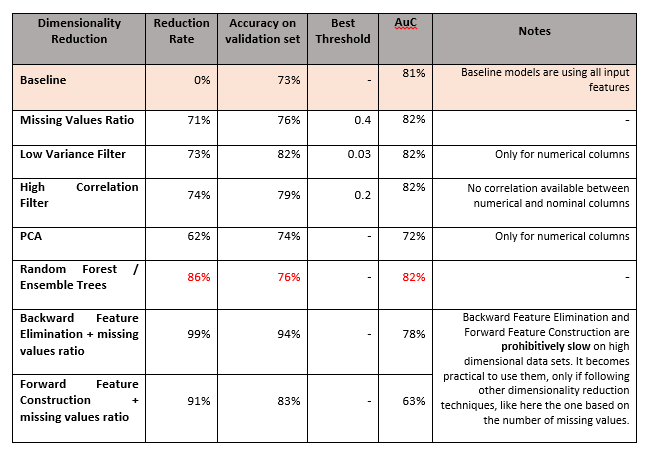 Dimensionality
Reduction
Reduction
Rate
Accuracy on
validation set
Best
Threshold
AuC
Notes
Baseline
0%
73%
-
81%
Baseline models are using all input
features
Missing Values Ratio
71%
76%
0.4
82%
-
Low Variance Filter
73%
82%
0.03
82%
Only for numerical columns
High Correlation
Filter
74%
79%
0.2
82%
No correlation available between
numerical and nominal columns
PCA
62%
74%
-
72%
Only for numerical columns
Random Forest /
Ensemble Trees
86%
76%
-
82%
-
Backward Feature
Elimination + missing
values ratio
99%
94%
-
78%
Backward Feature Elimination and
Forward Feature Construction are
prohibitively slow on high
dimensional data sets. It becomes
practical to use them, only if following
other dimensionality reduction
techniques, like here the one based on
the number of missing values.
Forward Feature
Construction +
missing values ratio
91%
83%
-
63%